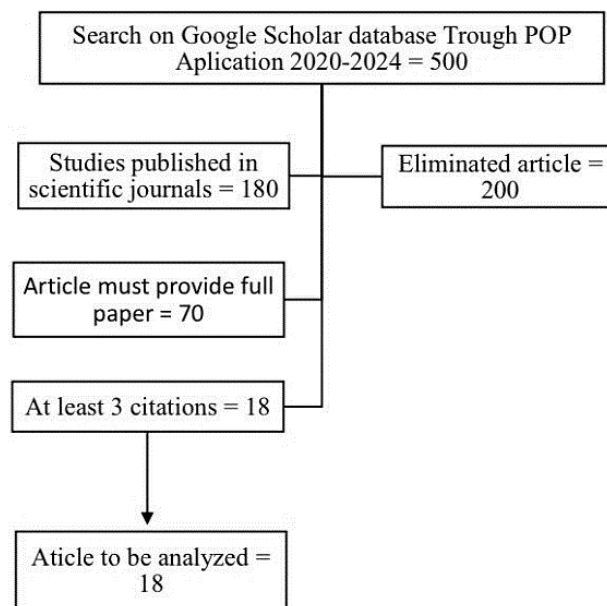 Search on Google Scholar database Trough POP
Aplication 2020-2024 = 500
Studies published in
scientific journals = 180
Eliminated article =
200
Article must provide full
paper = 70
At least 3 citations = 18
Aticle to be analyzed =
18